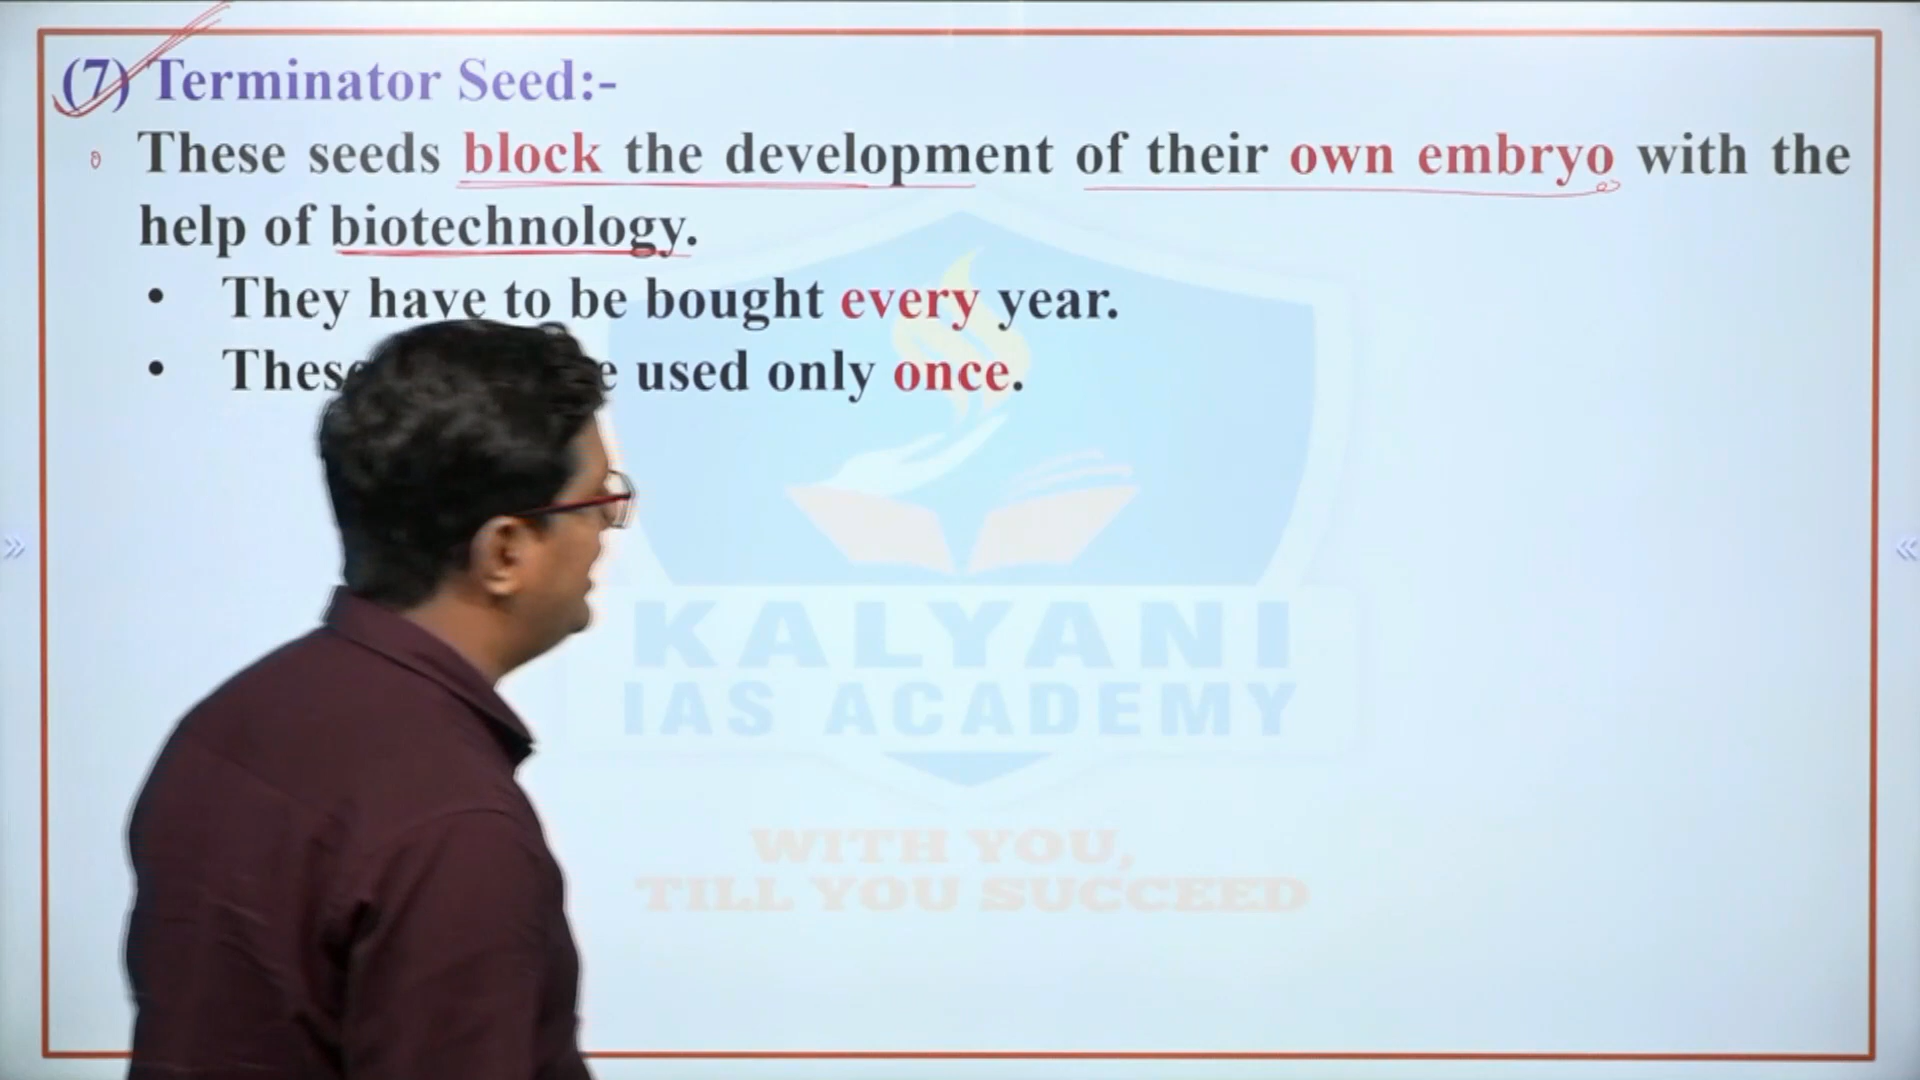 (7) Terminator Seed:-
These seeds block the development of their own embryo with the
help of biotechnology.
• They have to be bought every year.
• These used only once.
KALYANI
IAS ACADEMY
WITH YOU,
TILL YOU SUCCEED